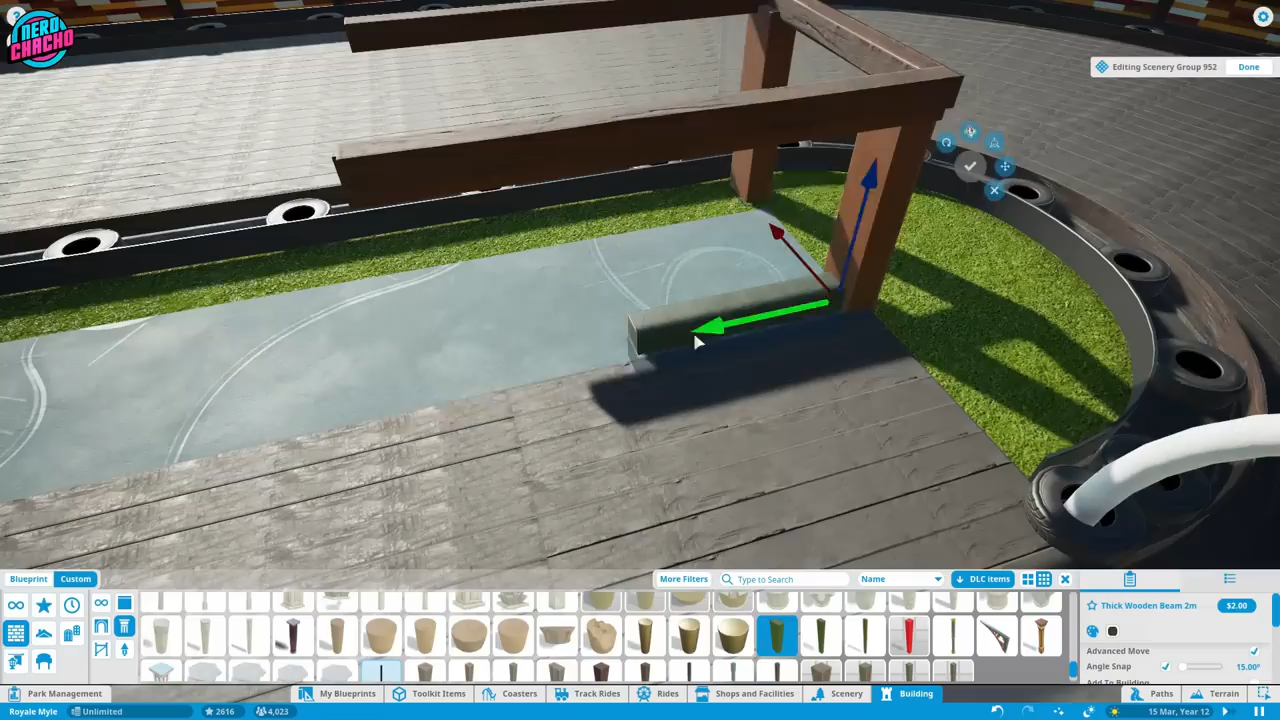 ?
NERD
CHACHO
Editing Scenery Group 952
Done
Blueprint
Custom
More Filters
Type to Search
Name
DLC items
Thick Wooden Beam 2m
$2.00
Advanced Move
Angle Snap
15.00°
Park Management
My Blueprints
Toolkit Items
Coasters
Track Rides
Rides
Shops and Facilities
Scenery
Building
Paths
Terrain
Royale Myle
Unlimited
2616
4,023
15 Mar, Year 12